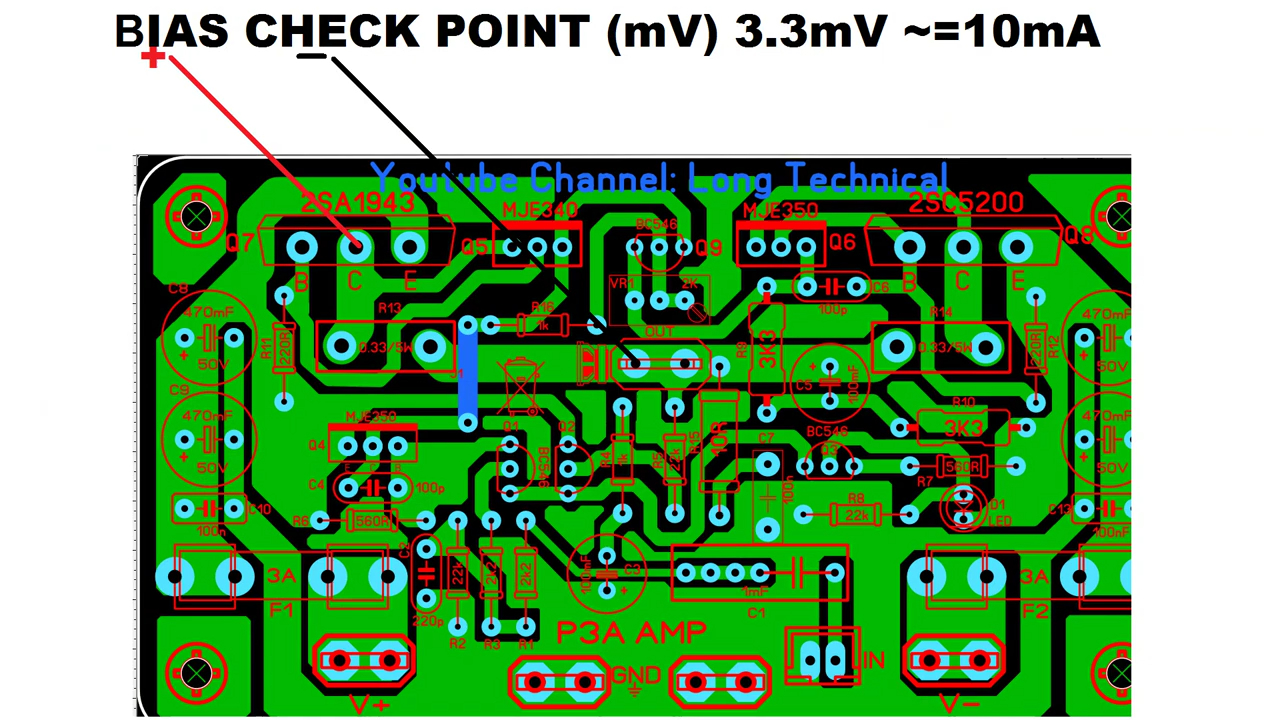 BIAS CHECK POINT (mV) 3.3mV ~=10mA
+ −
Youtube Channel: Long Technical
2SA1943 MJE340 BC546 MJE350 2SC5200
Q7 Q5 Q9 Q6 Q8
B C E B C E
C8 R13 R16 VR1 2K C6 R14
470mF 1k 100p 470mF
OUT
R11 220R 0.33/5W R9 3K3 0.33/5W 220R R12
50V J1 C5 100mF 50V
C9 R10
470mF MJE350 3K3 470mF
Q4 Q1 Q2 BC546 R4 1k R5 22k R15 10R C7 BC546 Q3
50V E C B 560R 50V
C4 100p 100n R7
C10 R8 D1 C13
100n R6 560R 22k LED 100nF
C2 22k 2k2 2k2 100mF C3
3A 1mF 3A
F1 220p C1 F2
R2 R3 R1 P3A AMP
GND IN
V+ V-